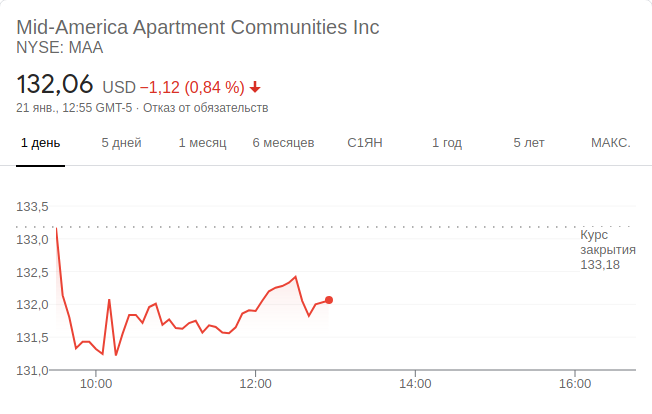 Mid-America Apartment Communities Inc
NYSE: MAA
132,06 USD −1,12 (0,84 %)
21 янв., 12:55 GMT-5 · Отказ от обязательств
1 день 5 дней 1 месяц 6 месяцев С1ЯН 1 год 5 лет МАКС.
133,5
133,0
132,5
132,0
131,5
131,0
Курс
закрытия
133,18
10:00 12:00 14:00 16:00